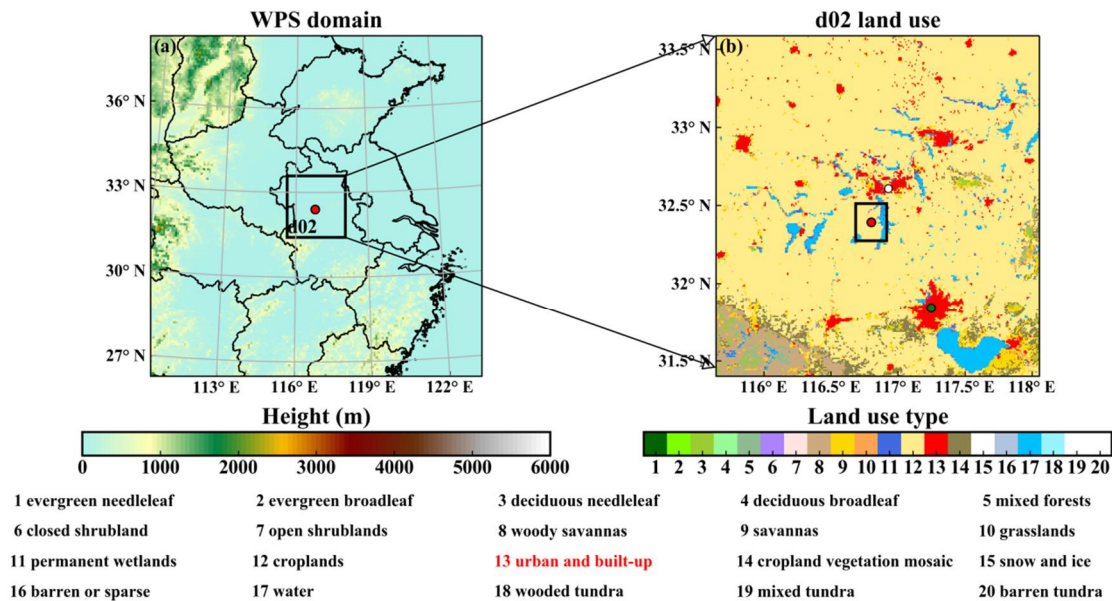 WPS domain
d02 land use
(a)
(b)
36° N
33° N
30° N
27° N
d02
113° E 116° E 119° E 122° E
33.5° N
33° N
32.5° N
32° N
31.5° N
116° E 116.5° E 117° E 117.5° E 118° E
Height (m)
Land use type
0 1000 2000 3000 4000 5000 6000
1 2 3 4 5 6 7 8 9 10 11 12 13 14 15 16 17 18 19 20
1 evergreen needleleaf 2 evergreen broadleaf 3 deciduous needleleaf 4 deciduous broadleaf 5 mixed forests
6 closed shrubland 7 open shrublands 8 woody savannas 9 savannas 10 grasslands
11 permanent wetlands 12 croplands 13 urban and built-up 14 cropland vegetation mosaic 15 snow and ice
16 barren or sparse 17 water 18 wooded tundra 19 mixed tundra 20 barren tundra